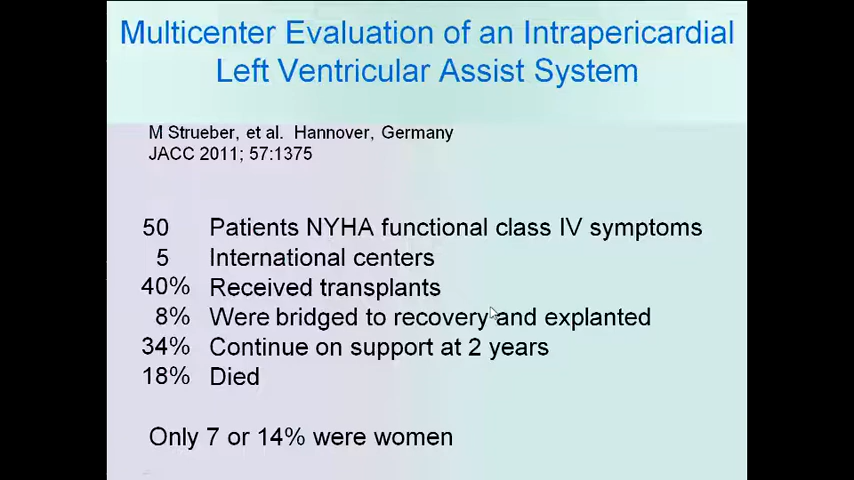 Multicenter Evaluation of an Intrapericardial
Left Ventricular Assist System
M Strueber, et al.  Hannover, Germany
JACC 2011; 57:1375
50 Patients NYHA functional class IV symptoms
5 International centers
40% Received transplants
8% Were bridged to recovery and explanted
34% Continue on support at 2 years
18% Died
Only 7 or 14% were women